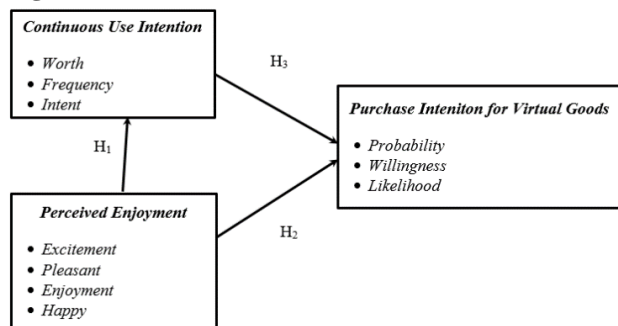 Continuous Use Intention
• Worth
• Frequency
• Intent
H3
Purchase Inteniton for Virtual Goods
• Probability
• Willingness
• Likelihood
H1
Perceived Enjoyment
• Excitement
• Pleasant
• Enjoyment
• Happy
H2